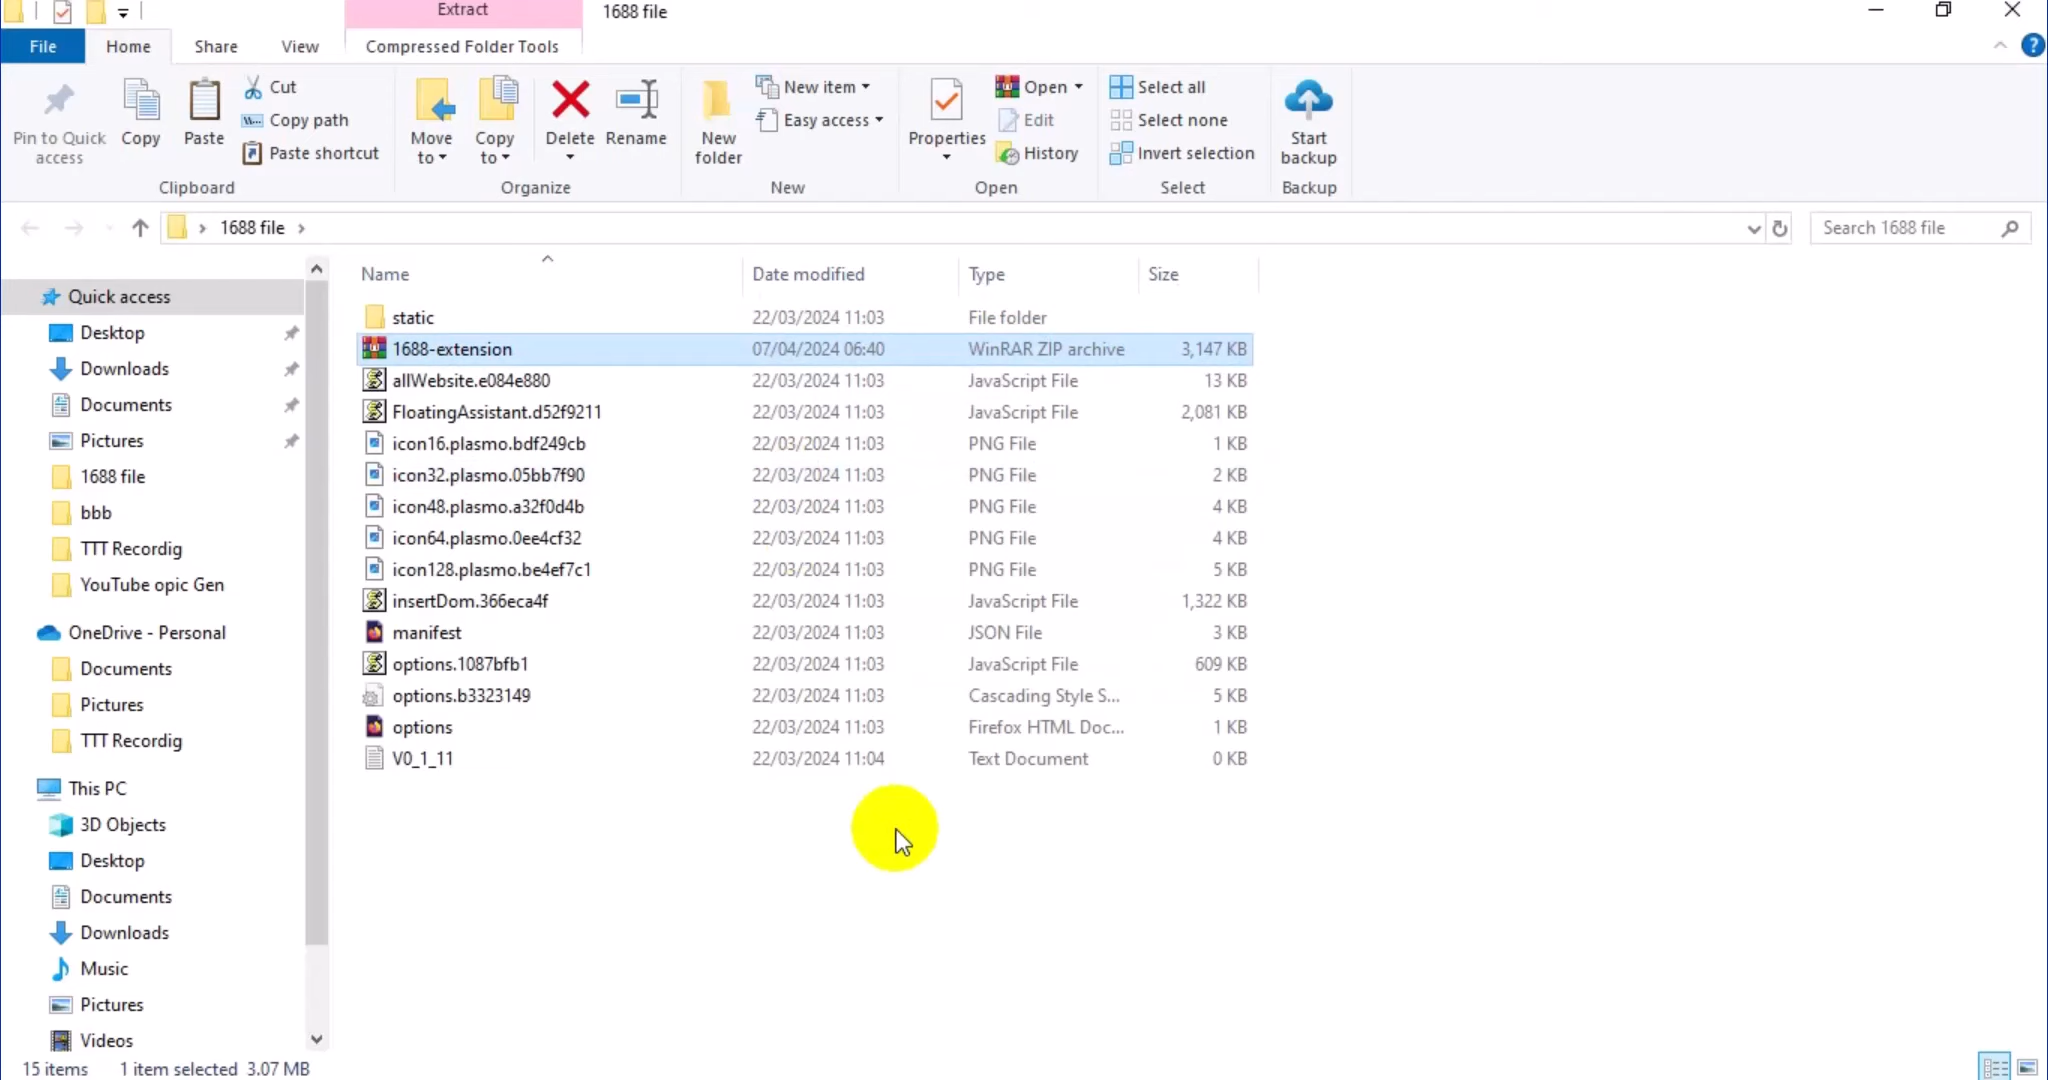 Extract
1688 file
File
Home
Share
View
Compressed Folder Tools
Pin to Quick
access
Copy
Paste
Cut
Copy path
Paste shortcut
Clipboard
Move
to
Copy
to
Delete
Rename
Organize
New
folder
New item
Easy access
New
Properties
Open
Edit
History
Open
Select all
Select none
Invert selection
Select
Start
backup
Backup
1688 file
Search 1688 file
Name
Date modified
Type
Size
static 22/03/2024 11:03 File folder
1688-extension 07/04/2024 06:40 WinRAR ZIP archive 3,147 KB
allWebsite.e084e880 22/03/2024 11:03 JavaScript File 13 KB
FloatingAssistant.d52f9211 22/03/2024 11:03 JavaScript File 2,081 KB
icon16.plasmo.bdf249cb 22/03/2024 11:03 PNG File 1 KB
icon32.plasmo.05bb7f90 22/03/2024 11:03 PNG File 2 KB
icon48.plasmo.a32f0d4b 22/03/2024 11:03 PNG File 4 KB
icon64.plasmo.0ee4cf32 22/03/2024 11:03 PNG File 4 KB
icon128.plasmo.be4ef7c1 22/03/2024 11:03 PNG File 5 KB
insertDom.366eca4f 22/03/2024 11:03 JavaScript File 1,322 KB
manifest 22/03/2024 11:03 JSON File 3 KB
options.1087bfb1 22/03/2024 11:03 JavaScript File 609 KB
options.b3323149 22/03/2024 11:03 Cascading Style S... 5 KB
options 22/03/2024 11:03 Firefox HTML Doc... 1 KB
V0_1_11 22/03/2024 11:04 Text Document 0 KB
Quick access
Desktop
Downloads
Documents
Pictures
1688 file
bbb
TTT Recordig
YouTube opic Gen
OneDrive - Personal
Documents
Pictures
TTT Recordig
This PC
3D Objects
Desktop
Documents
Downloads
Music
Pictures
Videos
15 items
1 item selected 3.07 MB